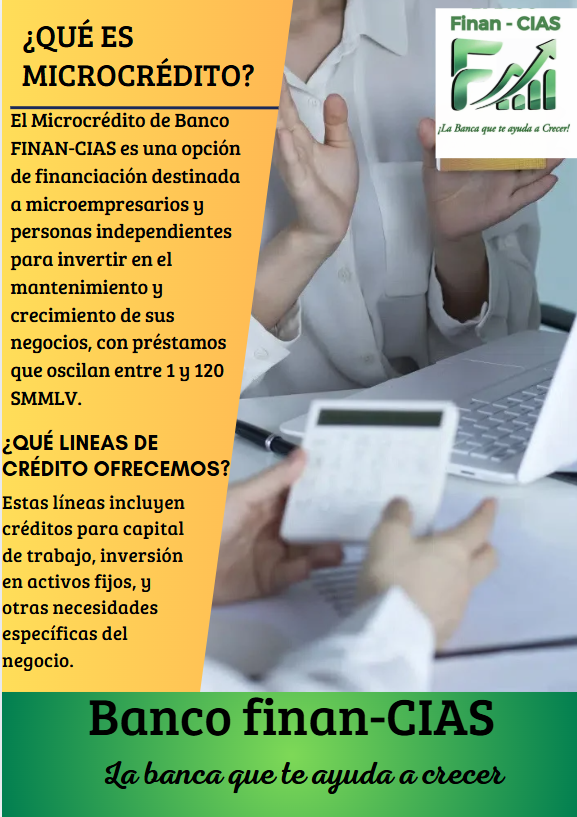 ¿QUÉ ES
MICROCRÉDITO?
El Microcrédito de Banco
FINAN-CIAS es una opción
de financiación destinada
a microempresarios y
personas independientes
para invertir en el
mantenimiento y
crecimiento de sus
negocios, con préstamos
que oscilan entre 1 y 120
SMMLV.
¿QUÉ LINEAS DE
CRÉDITO OFRECEMOS?
Estas líneas incluyen
créditos para capital
de trabajo, inversión
en activos fijos, y
otras necesidades
específicas del
negocio.
Finan - CIAS
¡La Banca que te ayuda a Crecer!
Banco finan-CIAS
La banca que te ayuda a crecer